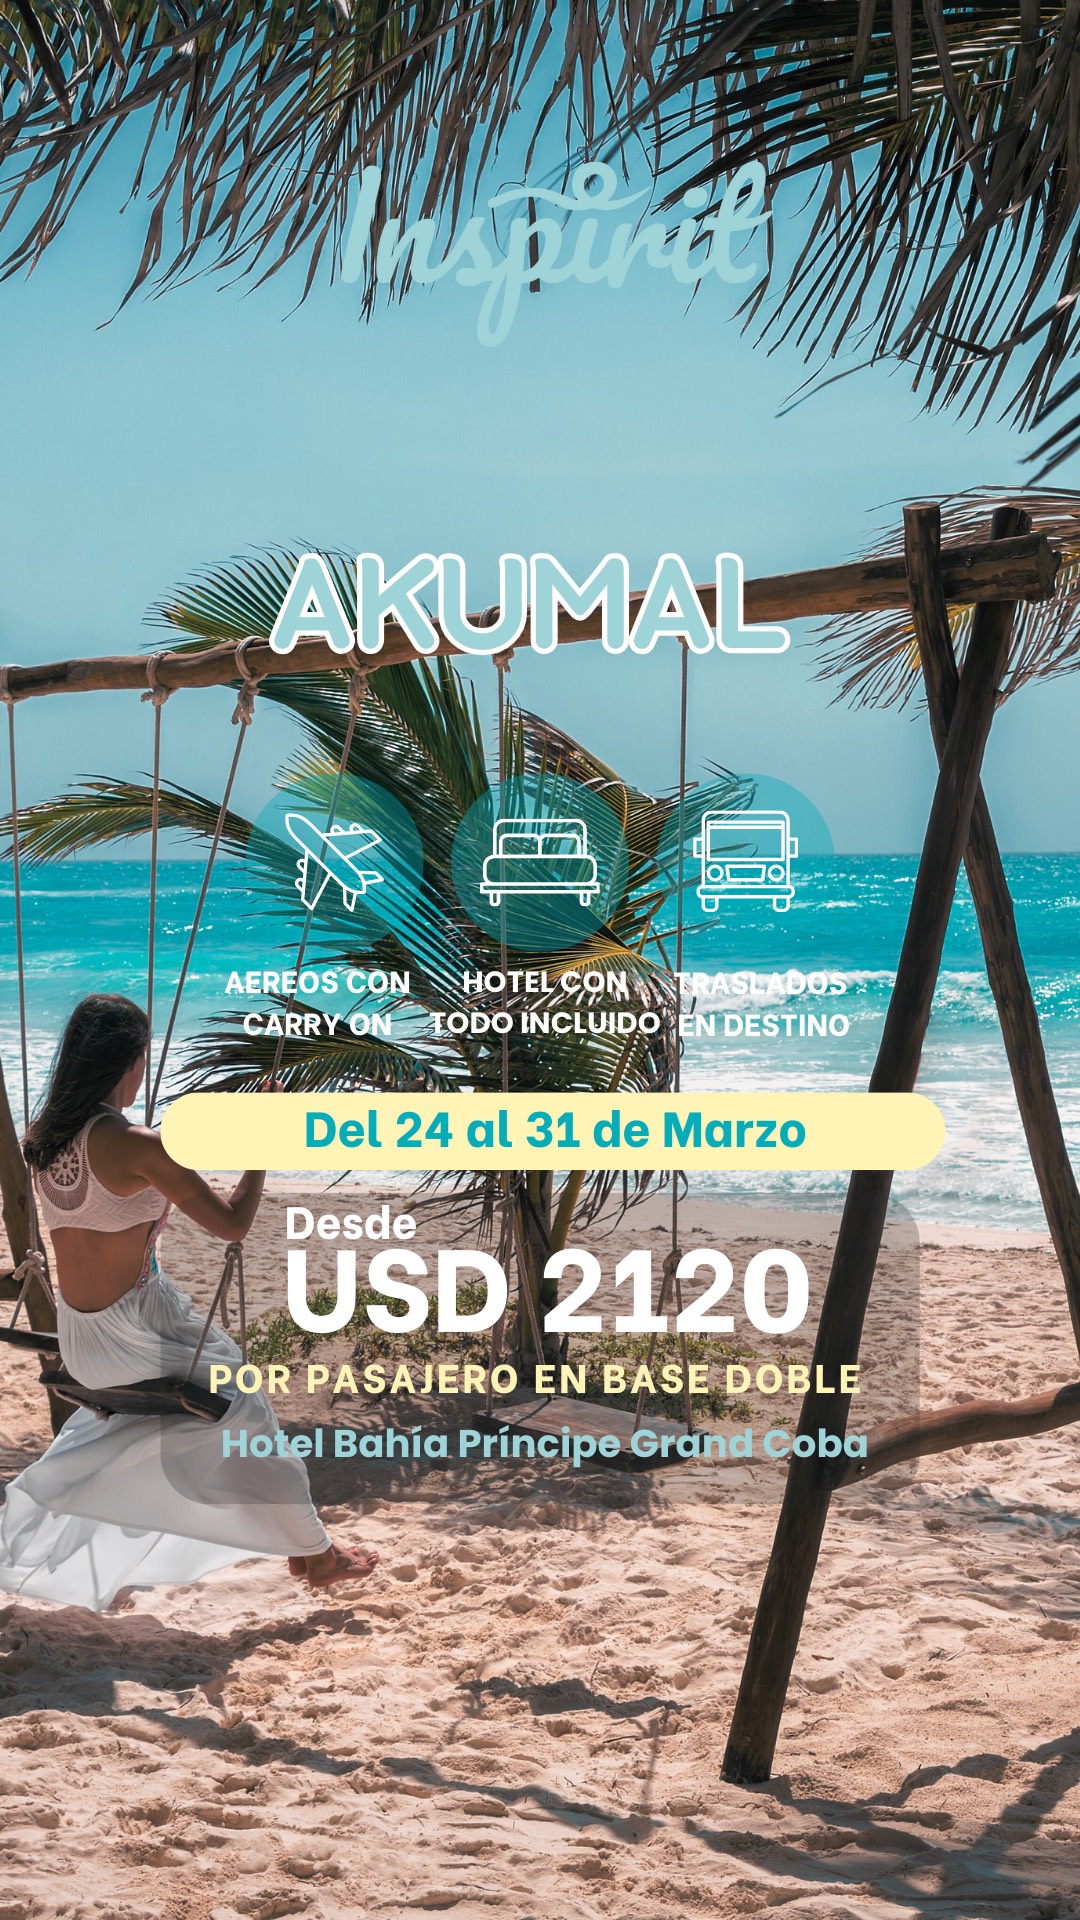 Inspirit
AKUMAL
AEREOS CON
CARRY ON
HOTEL CON
TODO INCLUIDO
TRASLADOS
EN DESTINO
Del 24 al 31 de Marzo
Desde
USD 2120
POR PASAJERO EN BASE DOBLE
Hotel Bahía Príncipe Grand Coba